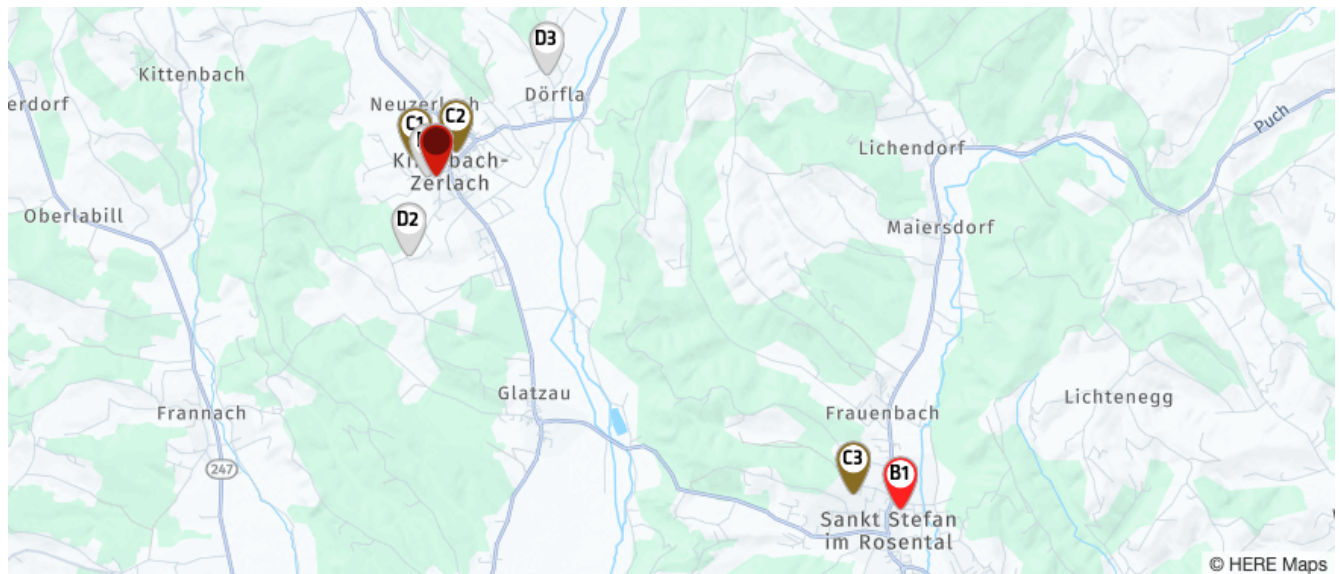 D3
Kittenbach
erdorf
Neuzerlach
Dörfla
C1
C2
Puch
Lichendorf
Zerlach
Oberlabill
D2
Maiersdorf
Glatzau
Lichtenegg
Frannach
Frauenbach
247
C3
B1
Sankt Stefan
im Rosental
© HERE Maps